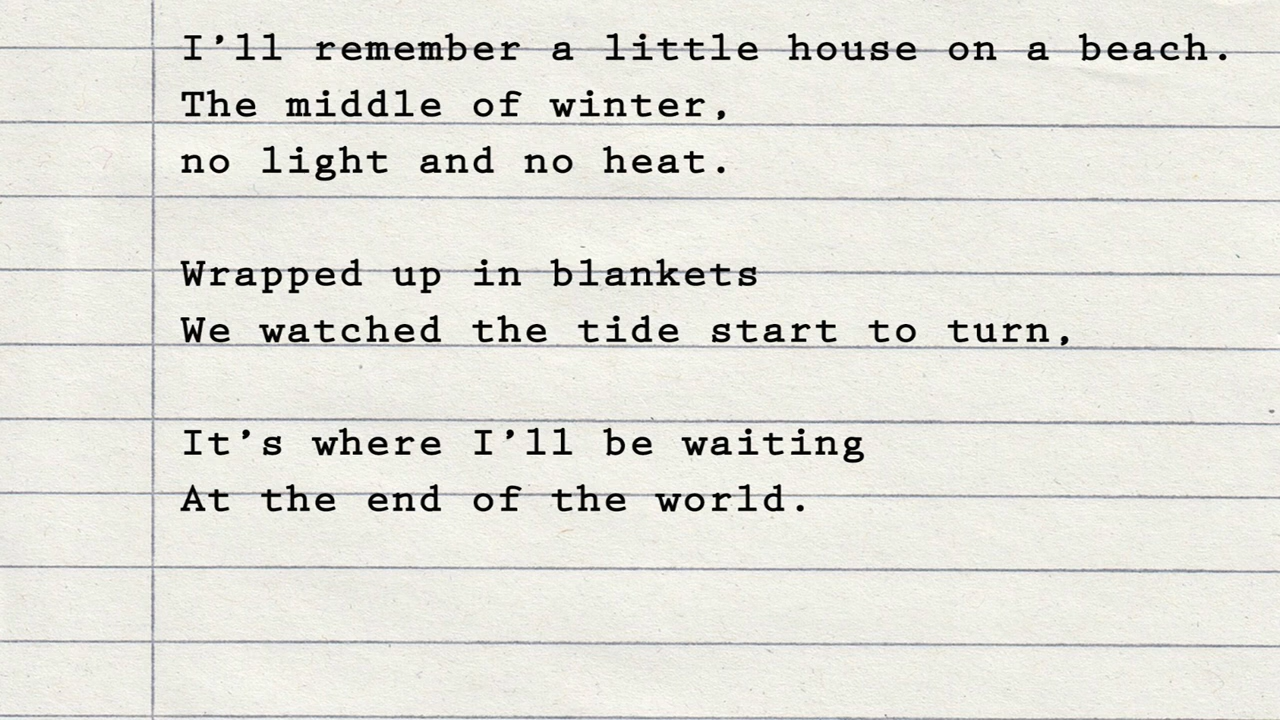 I’ll remember a little house on a beach.
The middle of winter,
no light and no heat.
Wrapped up in blankets
We watched the tide start to turn,
It’s where I’ll be waiting
At the end of the world.